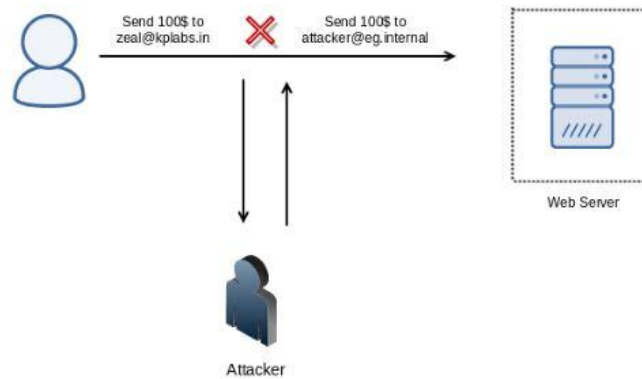 Send 100$ to
zeal@kplabs.in
Send 100$ to
attacker@eg.internal
Web Server
Attacker